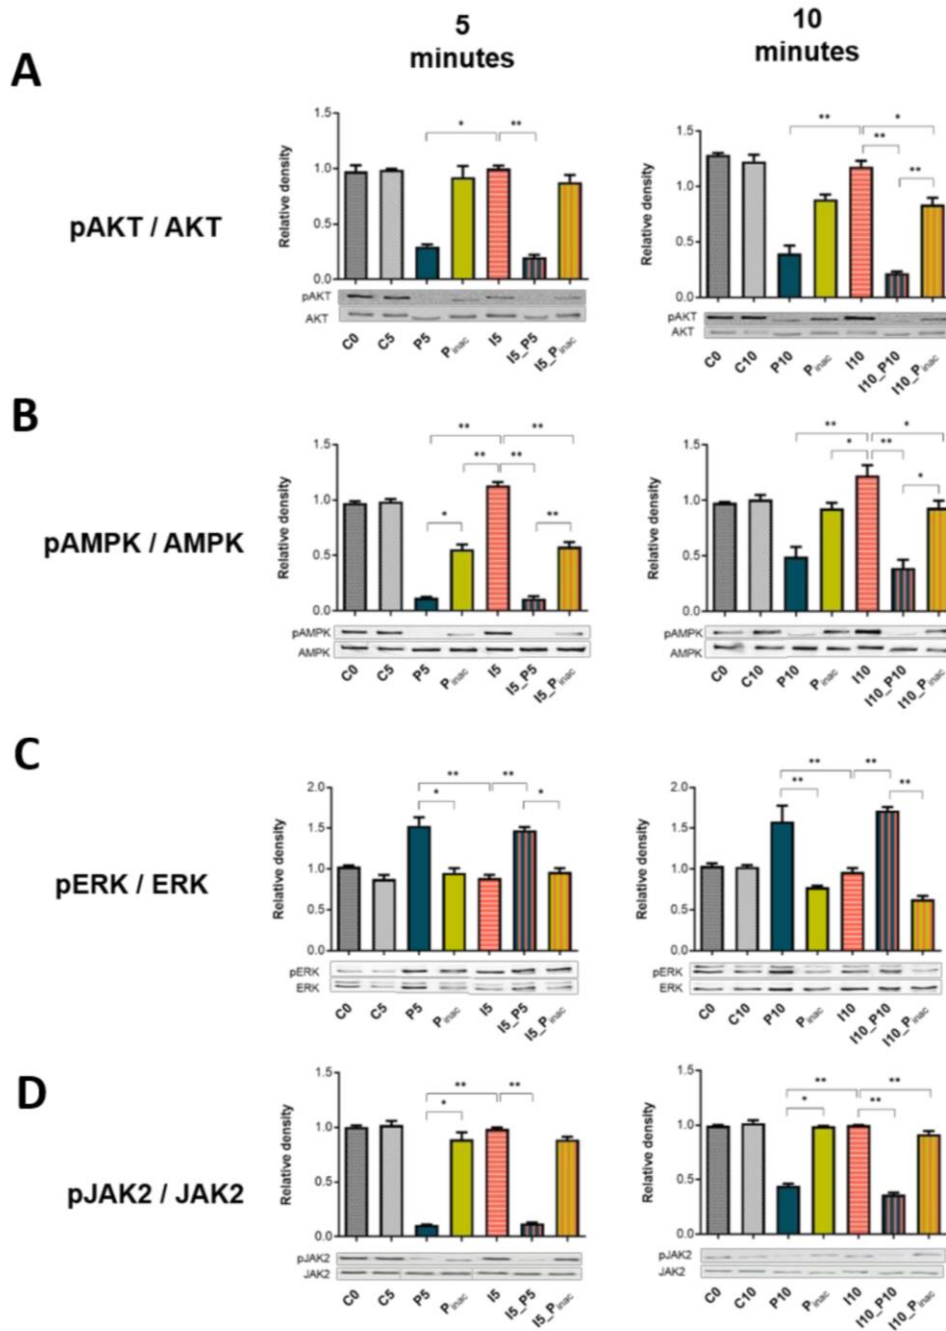 5
minutes
10
minutes
A
pAKT / AKT
Relative density
1.5
1.0
0.5
0.0
* **
pAKT
AKT
C0 C5 P5 Pinac I5 I5_P5 I5_Pinac
Relative density
1.5
1.0
0.5
0.0
** *
**
**
pAKT
AKT
C0 C10 P10 Pinac I10 I10_P10 I10_Pinac
B
pAMPK / AMPK
Relative density
1.5
1.0
0.5
0.0
** **
** **
* **
pAMPK
AMPK
C0 C5 P5 Pinac I5 I5_P5 I5_Pinac
Relative density
1.5
1.0
0.5
0.0
** *
* **
*
pAMPK
AMPK
C0 C10 P10 Pinac I10 I10_P10 I10_Pinac
C
pERK / ERK
Relative density
2.0
1.5
1.0
0.5
0.0
** **
* *
pERK
ERK
C0 C5 P5 Pinac I5 I5_P5 I5_Pinac
Relative density
2.0
1.5
1.0
0.5
0.0
** **
** **
pERK
ERK
C0 C10 P10 Pinac I10 I10_P10 I10_Pinac
D
pJAK2 / JAK2
Relative density
1.5
1.0
0.5
0.0
** **
*
pJAK2
JAK2
C0 C5 P5 Pinac I5 I5_P5 I5_Pinac
Relative density
1.5
1.0
0.5
0.0
** **
* **
pJAK2
JAK2
C0 C10 P10 Pinac I10 I10_P10 I10_Pinac